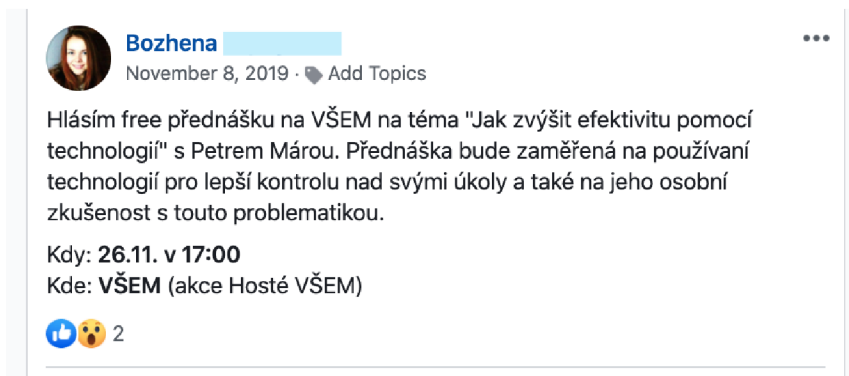 Bozhena
November 8, 2019 · Add Topics
Hlásím free přednášku na VŠEM na téma "Jak zvýšit efektivitu pomocí
technologií" s Petrem Márou. Přednáška bude zaměřená na používaní
technologií pro lepší kontrolu nad svými úkoly a také na jeho osobní
zkušenost s touto problematikou.
Kdy: 26.11. v 17:00
Kde: VŠEM (akce Hosté VŠEM)
2